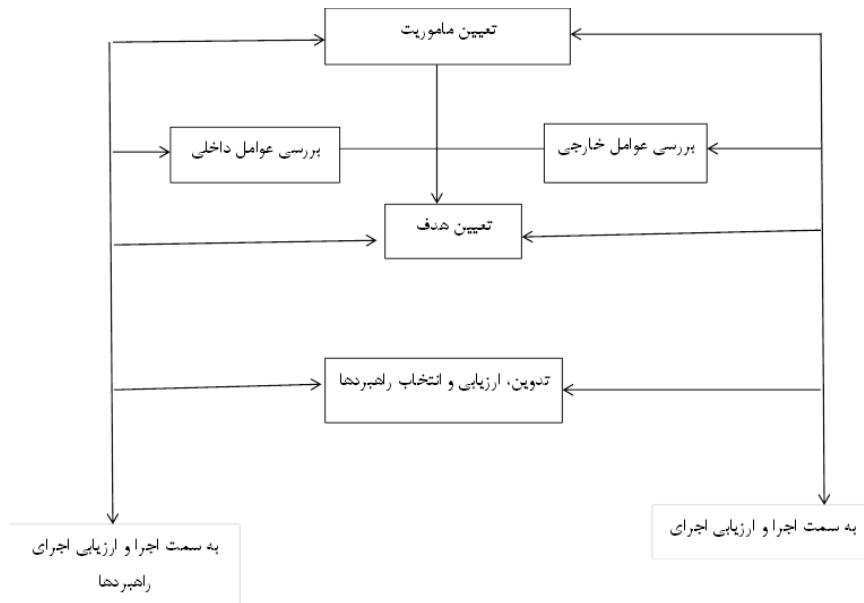 تعیین ماموریت
بررسی عوامل خارجی
بررسی عوامل داخلی
تعیین هدف
تدوین، ارزیابی و انتخاب راهبردها
به سمت اجرا و ارزیابی اجرای
به سمت اجرا و ارزیابی اجرای
راهبردها